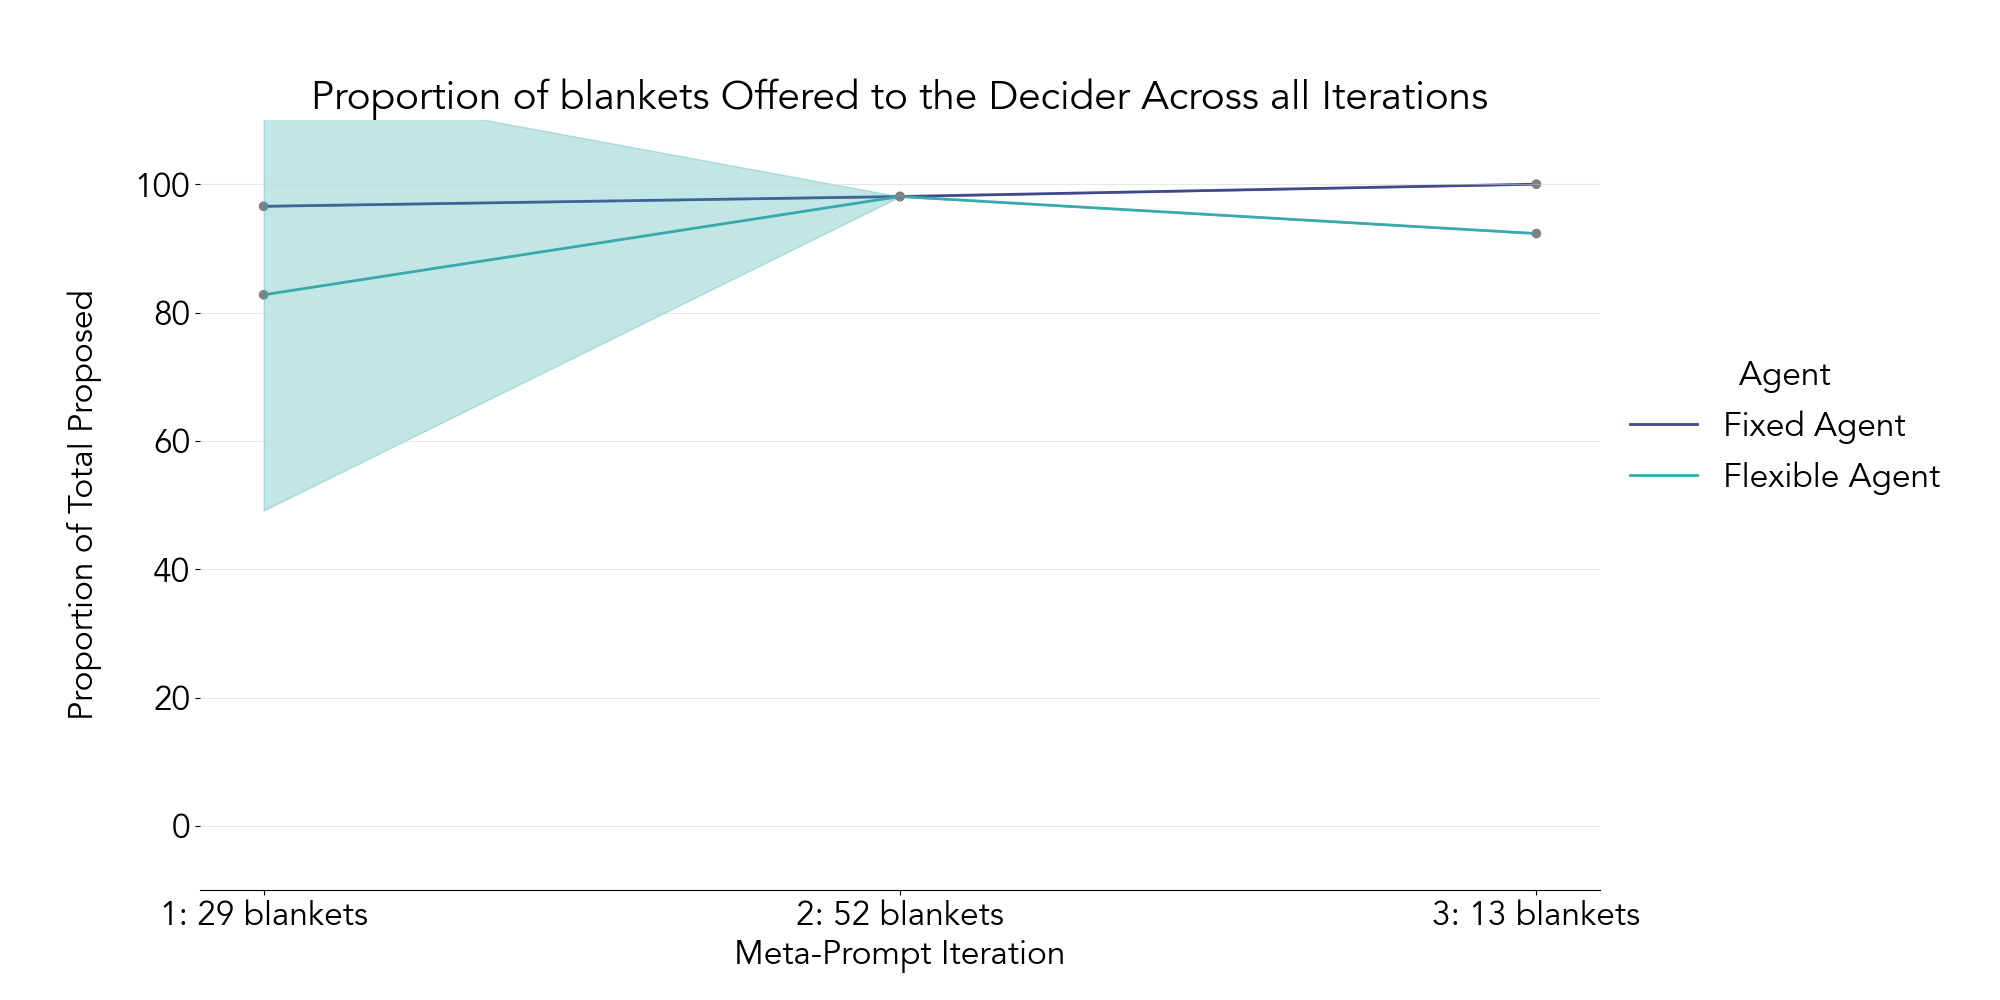 Proportion of blankets Offered to the Decider Across all Iterations
100
80
60
40
20
0
Proportion of Total Proposed
1: 29 blankets
2: 52 blankets
3: 13 blankets
Meta-Prompt Iteration
Agent
Fixed Agent
Flexible Agent